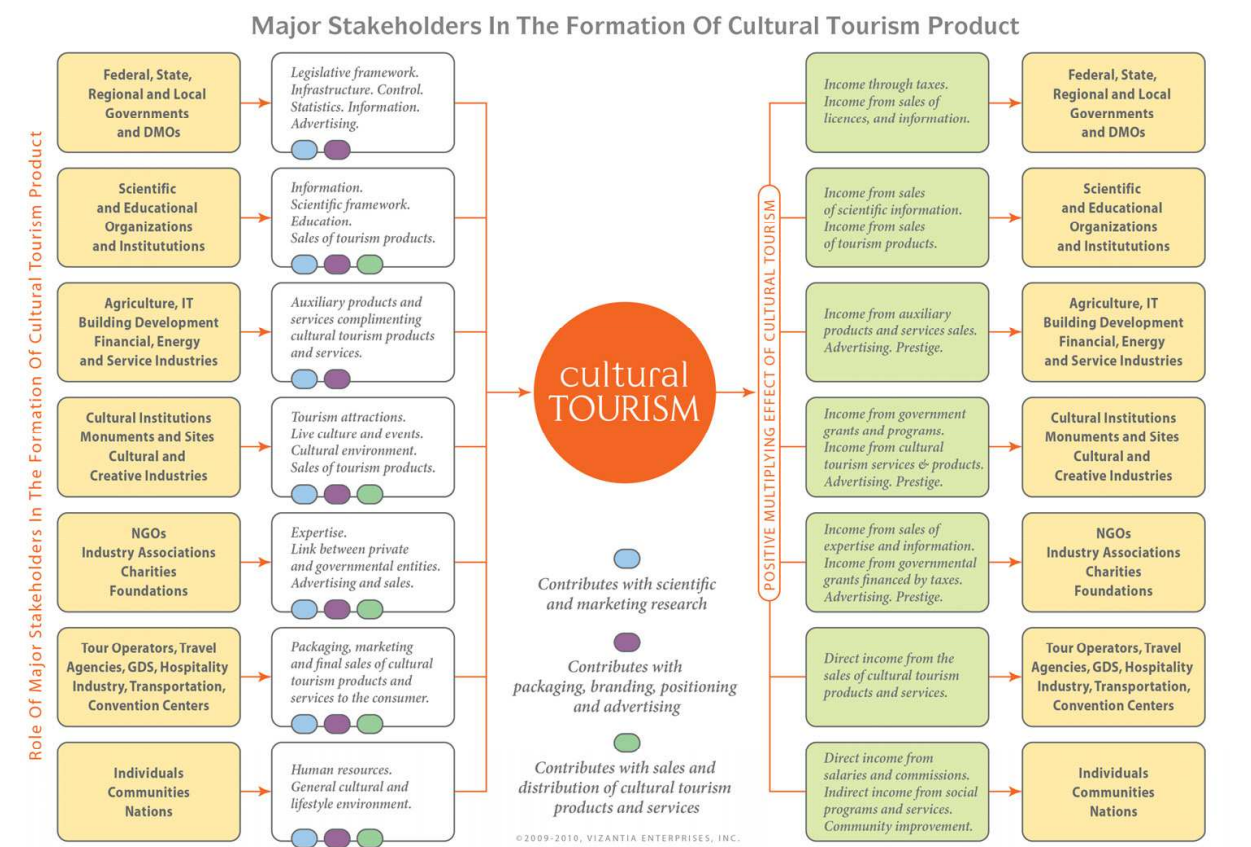 Major Stakeholders In The Formation Of Cultural Tourism Product
Role Of Major Stakeholders In The Formation Of Cultural Tourism Product
Federal, State,
Regional and Local
Governments
and DMOs
Legislative framework.
Infrastructure. Control.
Statistics. Information.
Advertising.
Scientific
and Educational
Organizations
and Institututions
Information.
Scientific framework.
Education.
Sales of tourism products.
Agriculture, IT
Building Development
Financial, Energy
and Service Industries
Auxiliary products and
services complimenting
cultural tourism products
and services.
Cultural Institutions
Monuments and Sites
Cultural and
Creative Industries
Tourism attractions.
Live culture and events.
Cultural environment.
Sales of tourism products.
NGOs
Industry Associations
Charities
Foundations
Expertise.
Link between private
and governmental entities.
Advertising and sales.
Tour Operators, Travel
Agencies, GDS, Hospitality
Industry, Transportation,
Convention Centers
Packaging, marketing
and final sales of cultural
tourism products and
services to the consumer.
Individuals
Communities
Nations
Human resources.
General cultural and
lifestyle environment.
cultural
TOURISM
Contributes with scientific
and marketing research
Contributes with
packaging, branding, positioning
and advertising
Contributes with sales and
distribution of cultural tourism
products and services
©2009-2010, VIZANTIA ENTERPRISES, INC.
POSITIVE MULTIPLYING EFFECT OF CULTURAL TOURISM
Income through taxes.
Income from sales of
licences, and information.
Federal, State,
Regional and Local
Governments
and DMOs
Income from sales
of scientific information.
Income from sales
of tourism products.
Scientific
and Educational
Organizations
and Institututions
Income from auxiliary
products and services sales.
Advertising. Prestige.
Agriculture, IT
Building Development
Financial, Energy
and Service Industries
Income from government
grants and programs.
Income from cultural
tourism services & products.
Advertising. Prestige.
Cultural Institutions
Monuments and Sites
Cultural and
Creative Industries
Income from sales of
expertise and information.
Income from governmental
grants financed by taxes.
Advertising. Prestige.
NGOs
Industry Associations
Charities
Foundations
Direct income from the
sales of cultural tourism
products and services.
Tour Operators, Travel
Agencies, GDS, Hospitality
Industry, Transportation,
Convention Centers
Direct income from
salaries and commissions.
Indirect income from social
programs and services.
Community improvement.
Individuals
Communities
Nations